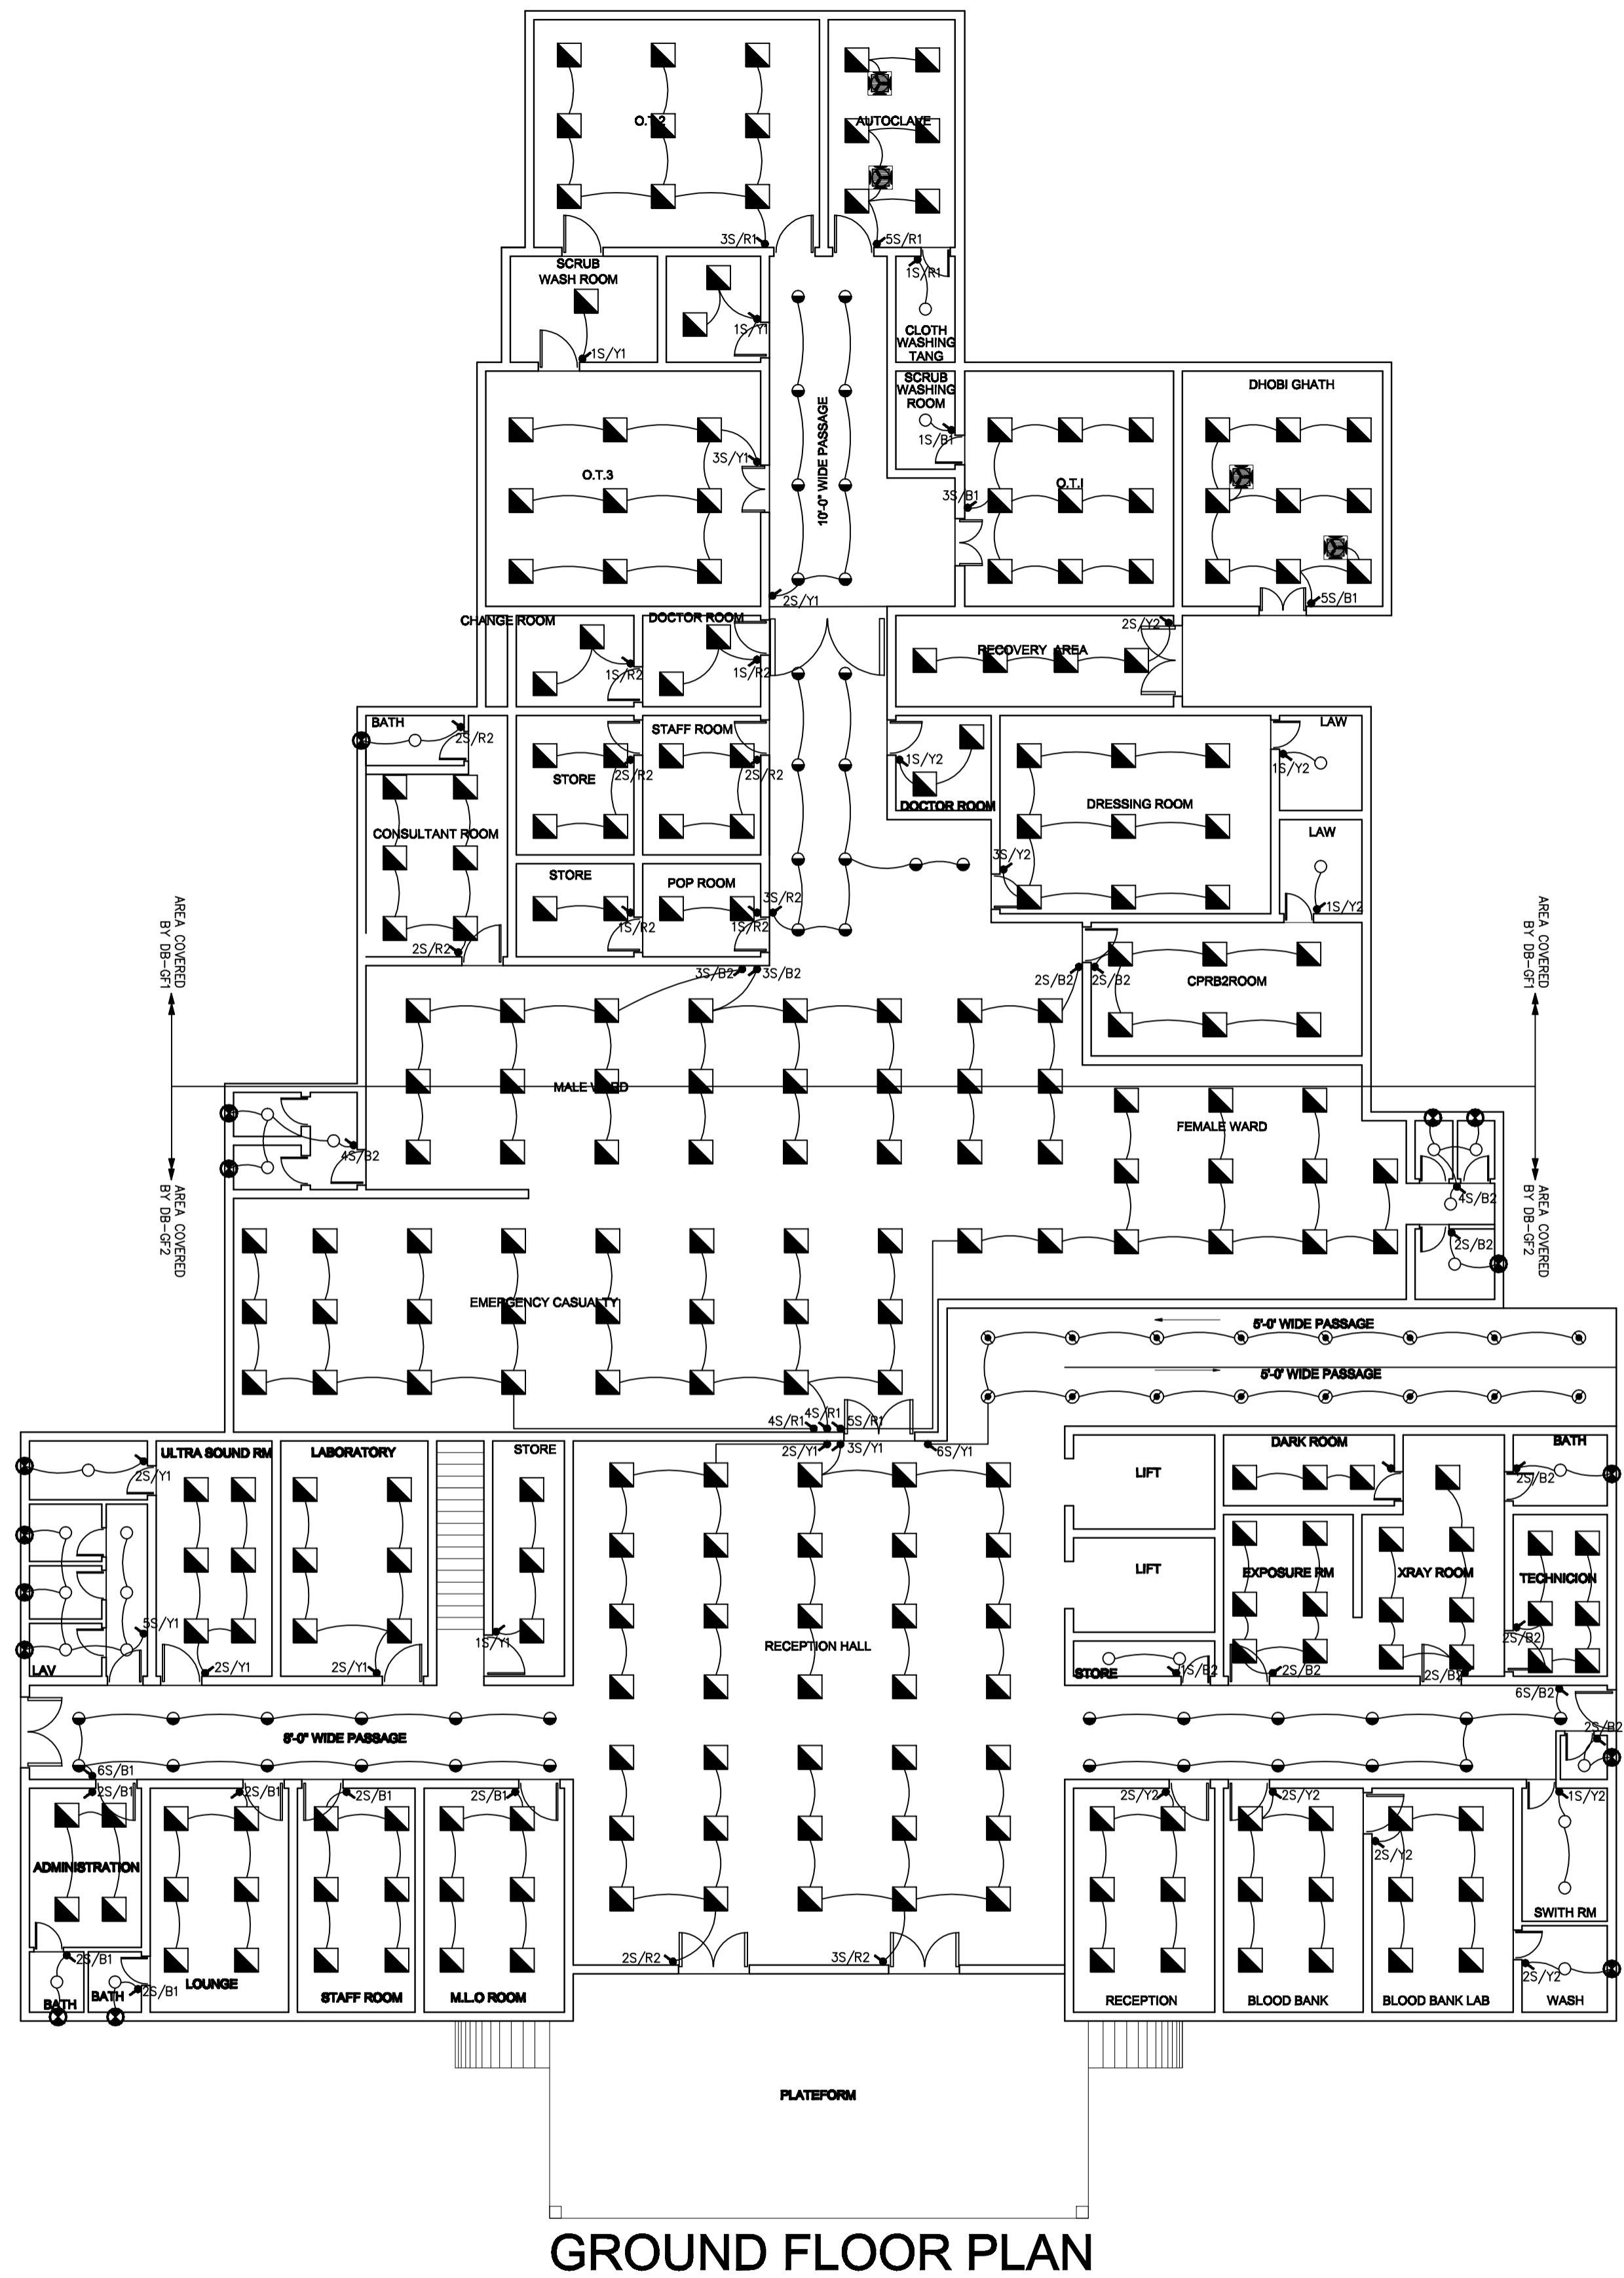 O.T.2
AUTOCLAVE
3S/R1
5S/R1
SCRUB
WASH ROOM
1S/R1
1S/Y1
1S/Y1
CLOTH
WASHING
TANG
SCRUB
WASHING
ROOM
DHOBI GHATH
10'-0" WIDE PASSAGE
1S/B1
3S/Y1
O.T.3
O.T.I
3S/B1
2S/Y1
5S/B1
CHANGE ROOM
DOCTOR ROOM
2S/Y2
RECOVERY AREA
1S/R2
1S/R2
BATH
2S/R2
STAFF ROOM
LAW
STORE
2S/R2
2S/R2
1S/Y2
1S/Y2
DOCTOR ROOM
DRESSING ROOM
CONSULTANT ROOM
LAW
3S/Y2
STORE
POP ROOM
3S/R2
1S/R2
1S/R2
1S/Y2
2S/R2
AREA COVERED
BY DB-GF1
AREA COVERED
BY DB-GF1
3S/B2
3S/B2
2S/B2
2S/B2
CPRB2ROOM
MALE WARD
FEMALE WARD
4S/B2
4S/B2
AREA COVERED
BY DB-GF2
AREA COVERED
BY DB-GF2
2S/B2
EMERGENCY CASUALTY
5'-0' WIDE PASSAGE
5'-0' WIDE PASSAGE
4S/R1
4S/R1
5S/R1
2S/Y1
3S/Y1
6S/Y1
ULTRA SOUND RM
LABORATORY
STORE
DARK ROOM
BATH
2S/Y1
LIFT
2S/B2
LIFT
EXPOSURE RM
XRAY ROOM
TECHNICION
5S/Y1
1S/Y1
RECEPTION HALL
2S/B2
LAV
2S/Y1
2S/Y1
STORE
1S/B2
2S/B2
2S/B2
6S/B2
8'-0" WIDE PASSAGE
2S/B2
6S/B1
2S/B1
2S/B1
2S/B1
2S/B1
2S/Y2
2S/Y2
1S/Y2
2S/Y2
ADMINISTRATION
SWITH RM
2S/B1
2S/R2
3S/R2
2S/Y2
2S/B1
LOUNGE
BATH
BATH
STAFF ROOM
M.L.O ROOM
RECEPTION
BLOOD BANK
BLOOD BANK LAB
WASH
PLATEFORM
GROUND FLOOR PLAN